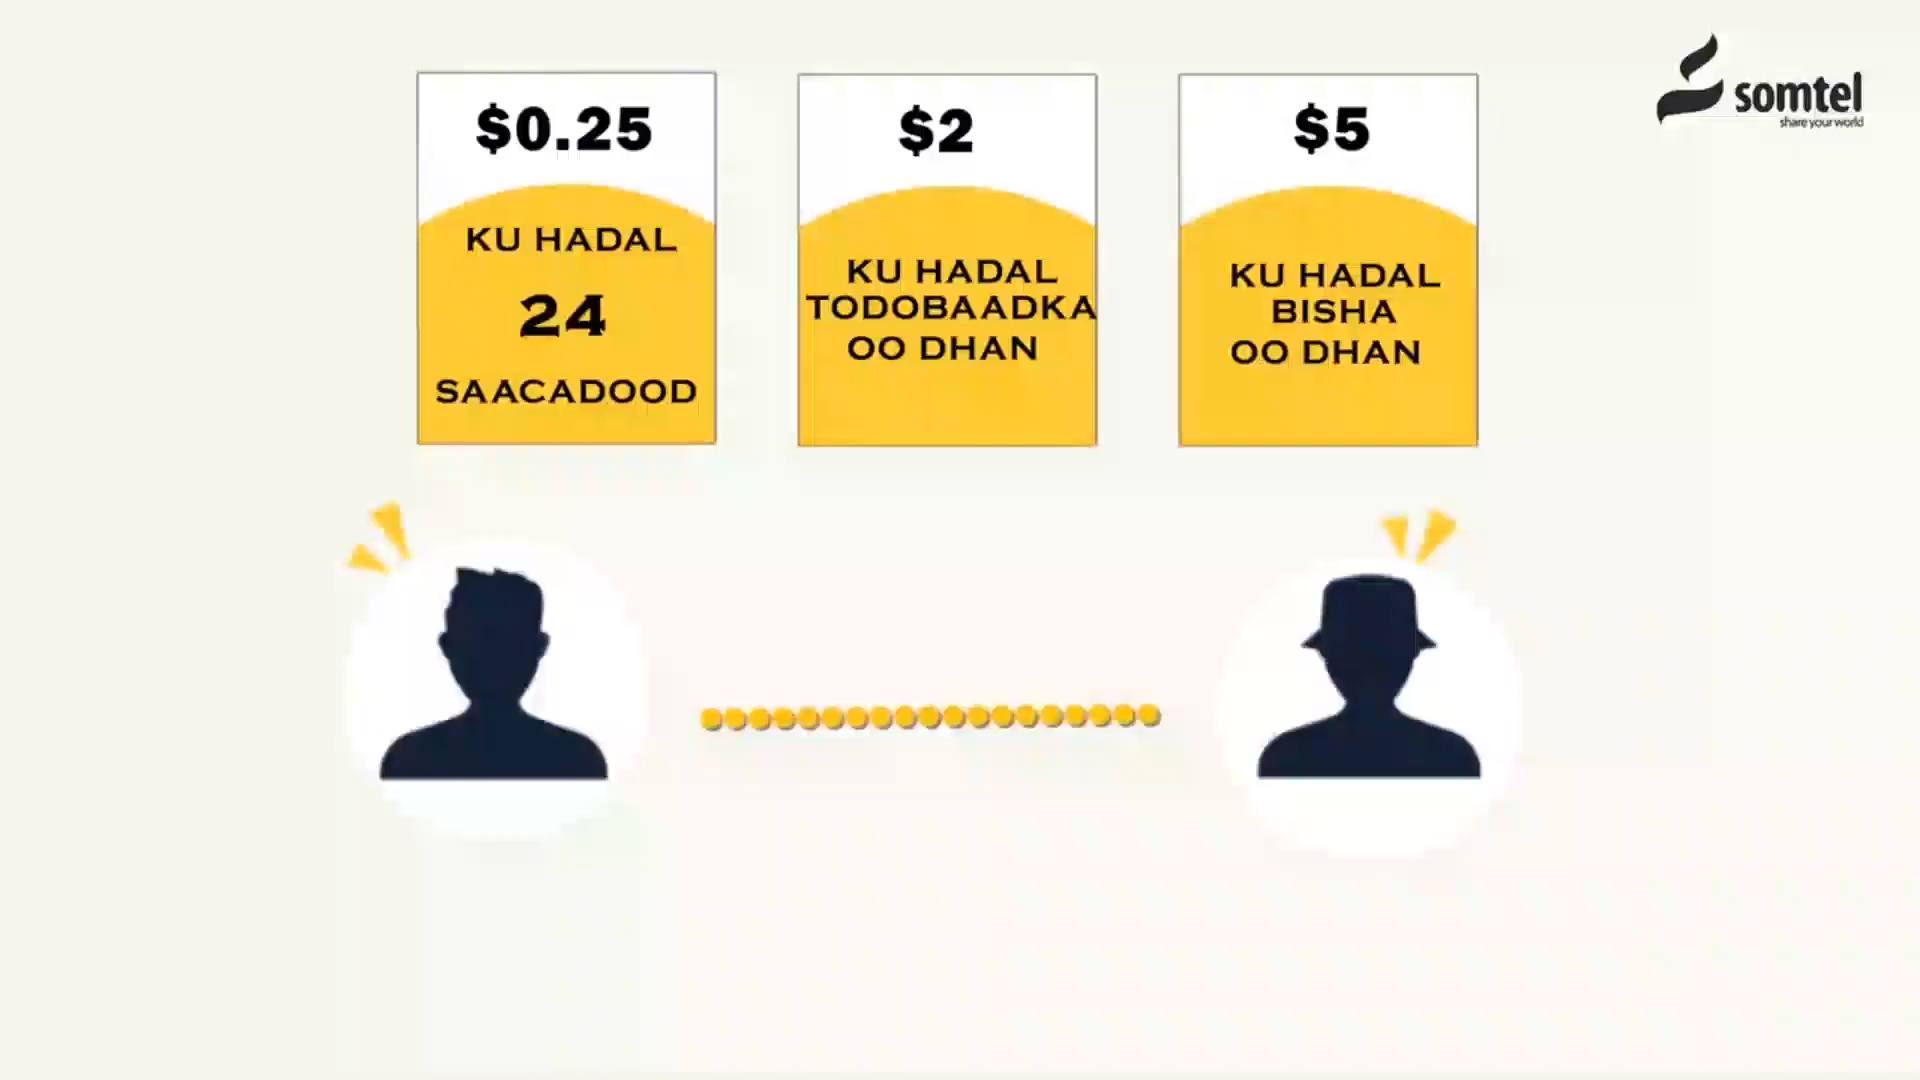 $0.25
KU HADAL
24
SAACADOOD
$2
KU HADAL
TODOBAADKA
OO DHAN
$5
KU HADAL
BISHA
OO DHAN
somtel
share your world